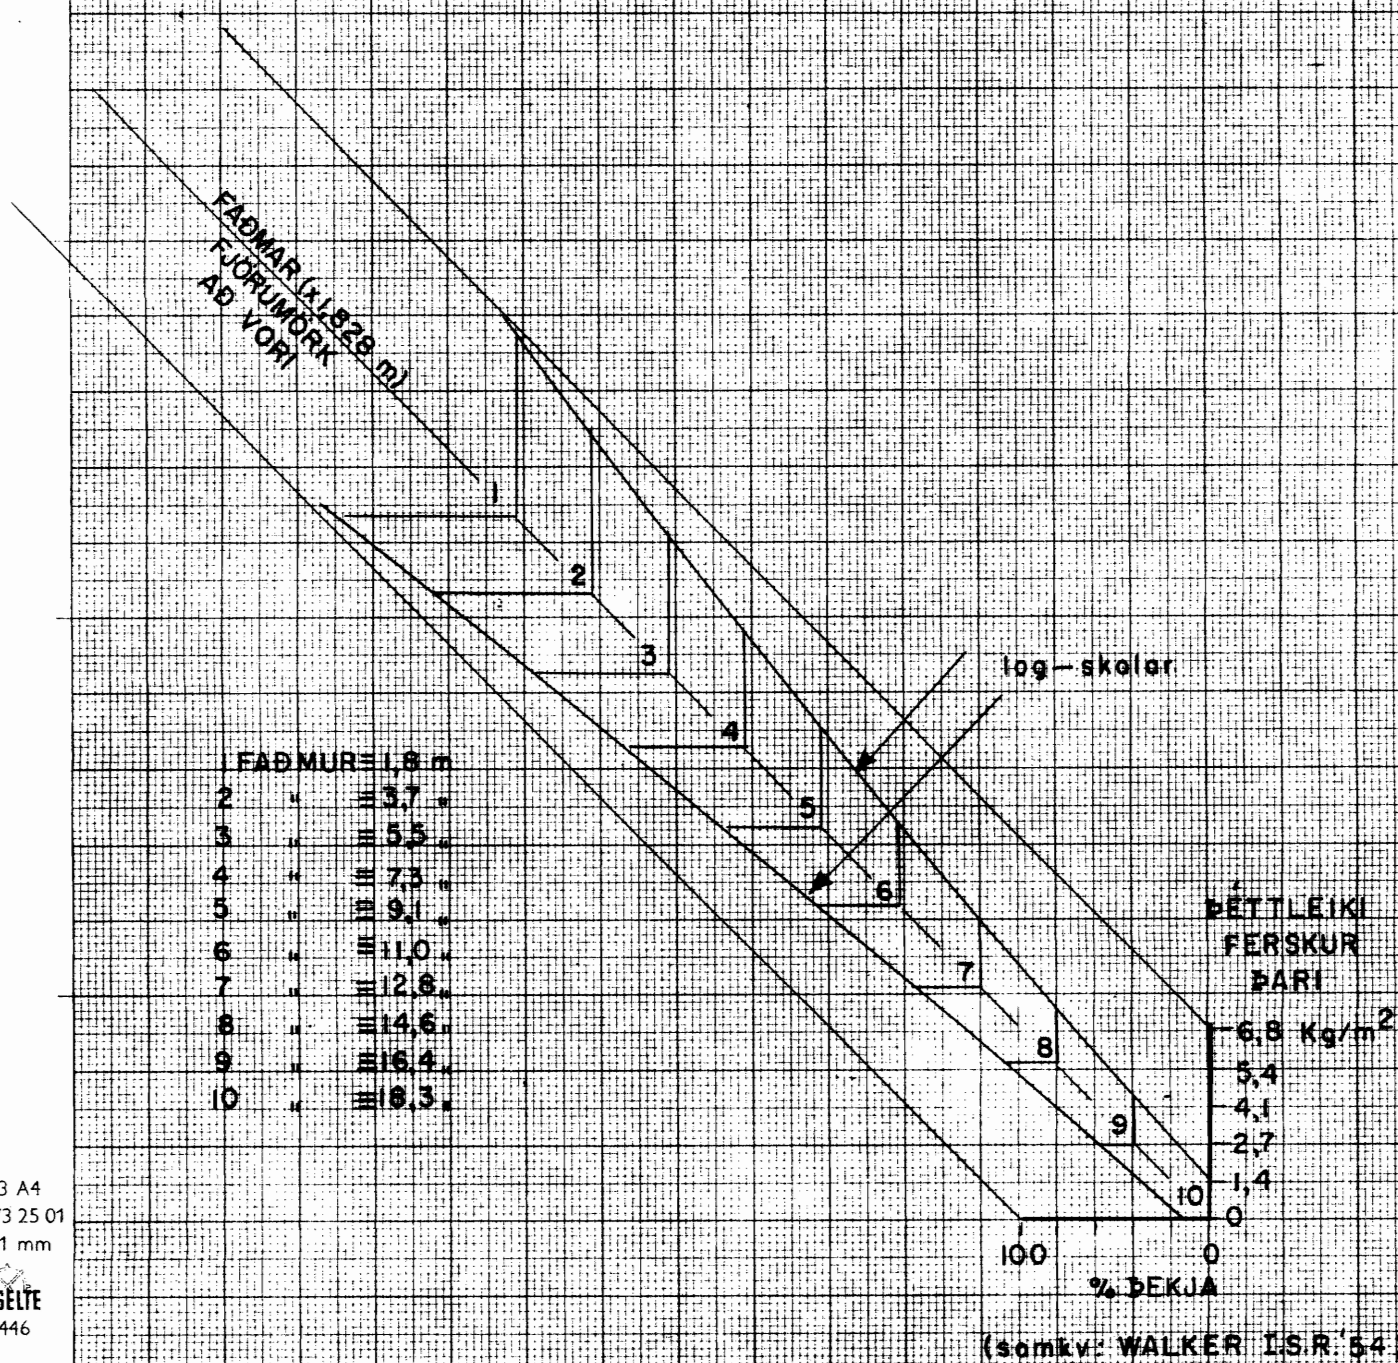 FAÐMAR (x1,828 m)
FJÖRUMÖRK
AÐ VORI
1
2
3
4
5
6
7
8
9
10
log-skalar
1 FAÐMUR ≡ 1,8 m
2 " ≡ 3,7 "
3 " ≡ 5,5 "
4 " ≡ 7,3 "
5 " ≡ 9,1 "
6 " ≡ 11,0 "
7 " ≡ 12,8 "
8 " ≡ 14,6 "
9 " ≡ 16,4 "
10 " ≡ 18,3 "
ÞÉTTLEIKI
FERSKUR
ÞARI
6,8 Kg/m²
5,4
4,1
2,7
1,4
0
100 0
% ÞEKJA
(samkv: WALKER I.S.R. '54
3 A4
73 25 01
1 mm
446